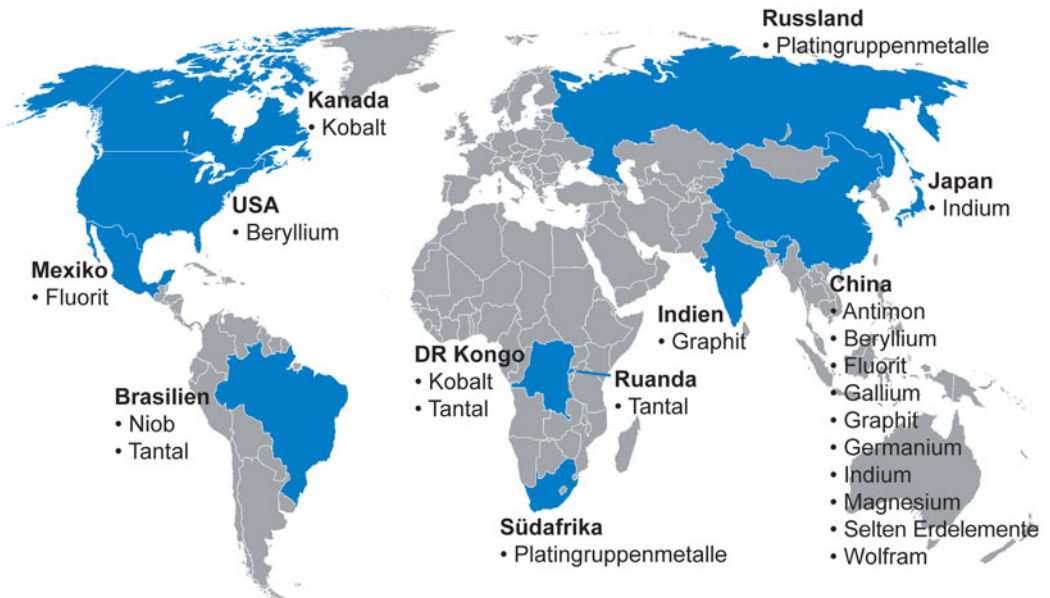 Russland
• Platingruppenmetalle
Kanada
• Kobalt
USA
• Beryllium
Japan
• Indium
Mexiko
• Fluorit
China
• Antimon
• Beryllium
• Fluorit
• Gallium
• Graphit
• Germanium
• Indium
• Magnesium
• Selten Erdelemente
• Wolfram
Indien
• Graphit
DR Kongo
• Kobalt
• Tantal
Ruanda
• Tantal
Brasilien
• Niob
• Tantal
Südafrika
• Platingruppenmetalle